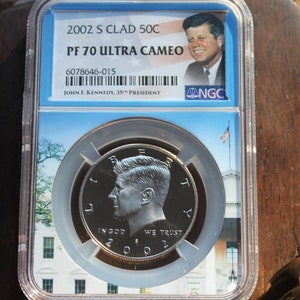 2002 S CLAD 50C
PF 70 ULTRA CAMEO
6078646-015
JOHN F. KENNEDY, 35TH PRESIDENT
NGC
LIBERTY
IN GOD WE TRUST
S
2002